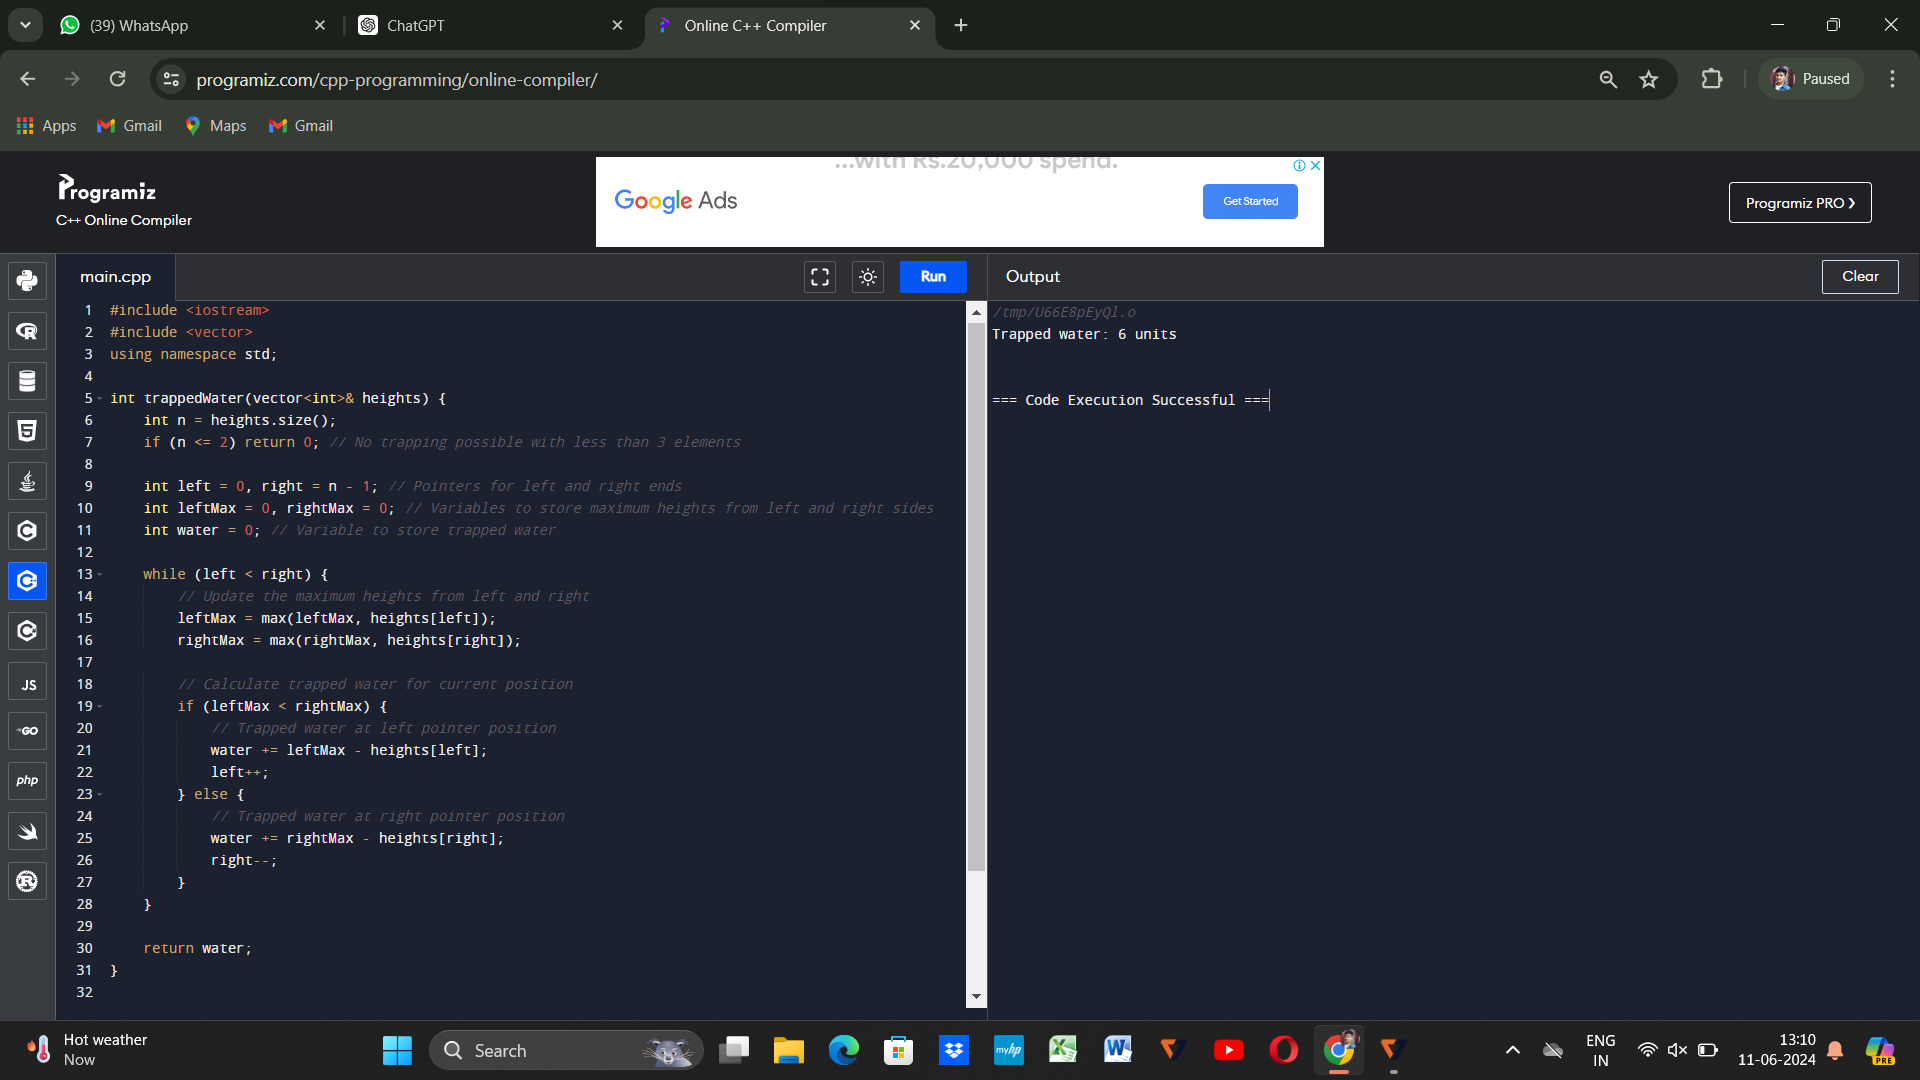 (39) WhatsApp
ChatGPT
Online C++ Compiler
programiz.com/cpp-programming/online-compiler/
Paused
Apps
Gmail
Maps
Gmail
Programiz
C++ Online Compiler
...with Rs.20,000 spend.
Google Ads
Get Started
Programiz PRO ❯
main.cpp
Run
Output
Clear
1 #include <iostream>
2 #include <vector>
3 using namespace std;
4
5 int trappedWater(vector<int>& heights) {
6     int n = heights.size();
7     if (n <= 2) return 0; // No trapping possible with less than 3 elements
8
9     int left = 0, right = n - 1; // Pointers for left and right ends
10     int leftMax = 0, rightMax = 0; // Variables to store maximum heights from left and right sides
11     int water = 0; // Variable to store trapped water
12
13     while (left < right) {
14         // Update the maximum heights from left and right
15         leftMax = max(leftMax, heights[left]);
16         rightMax = max(rightMax, heights[right]);
17
18         // Calculate trapped water for current position
19         if (leftMax < rightMax) {
20             // Trapped water at left pointer position
21             water += leftMax - heights[left];
22             left++;
23         } else {
24             // Trapped water at right pointer position
25             water += rightMax - heights[right];
26             right--;
27         }
28     }
29
30     return water;
31 }
32
/tmp/U66E8pEyQl.o
Trapped water: 6 units
=== Code Execution Successful ===
JS
GO
php
Hot weather
Now
Search
myhp
ENG
IN
13:10
11-06-2024
PRE